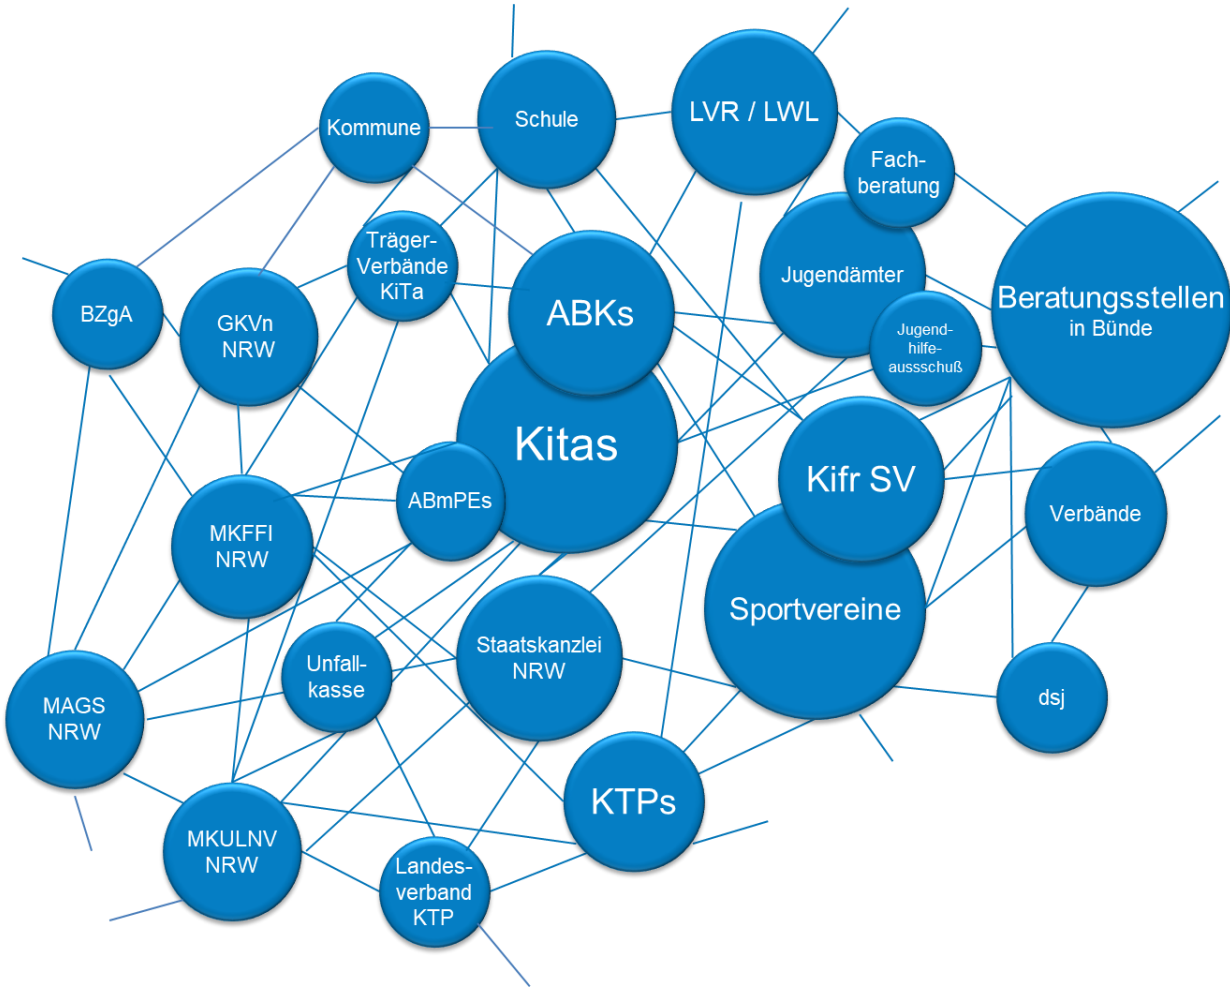 LVR / LWL
Schule
Kommune
Fach-
beratung
Träger-
Verbände
KiTa
Jugendämter
Beratungsstellen
in Bünde
BZgA
GKVn
NRW
ABKs
Jugend-
hilfe-
aussschuß
Kitas
Kifr SV
ABmPEs
Verbände
MKFFI
NRW
Sportvereine
Staatskanzlei
NRW
Unfall-
kasse
dsj
MAGS
NRW
KTPs
MKULNV
NRW
Landes-
verband
KTP